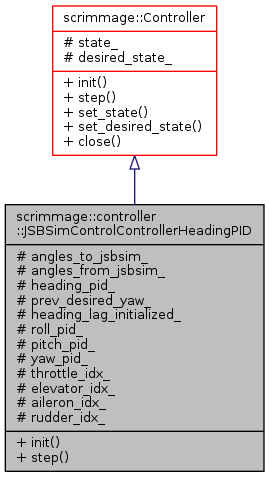 scrimmage::Controller
# state_
# desired_state_
+ init()
+ step()
+ set_state()
+ set_desired_state()
+ close()
scrimmage::controller
::JSBSimControlControllerHeadingPID
# angles_to_jsbsim_
# angles_from_jsbsim_
# heading_pid_
# prev_desired_yaw_
# heading_lag_initialized_
# roll_pid_
# pitch_pid_
# yaw_pid_
# throttle_idx_
# elevator_idx_
# aileron_idx_
# rudder_idx_
+ init()
+ step()